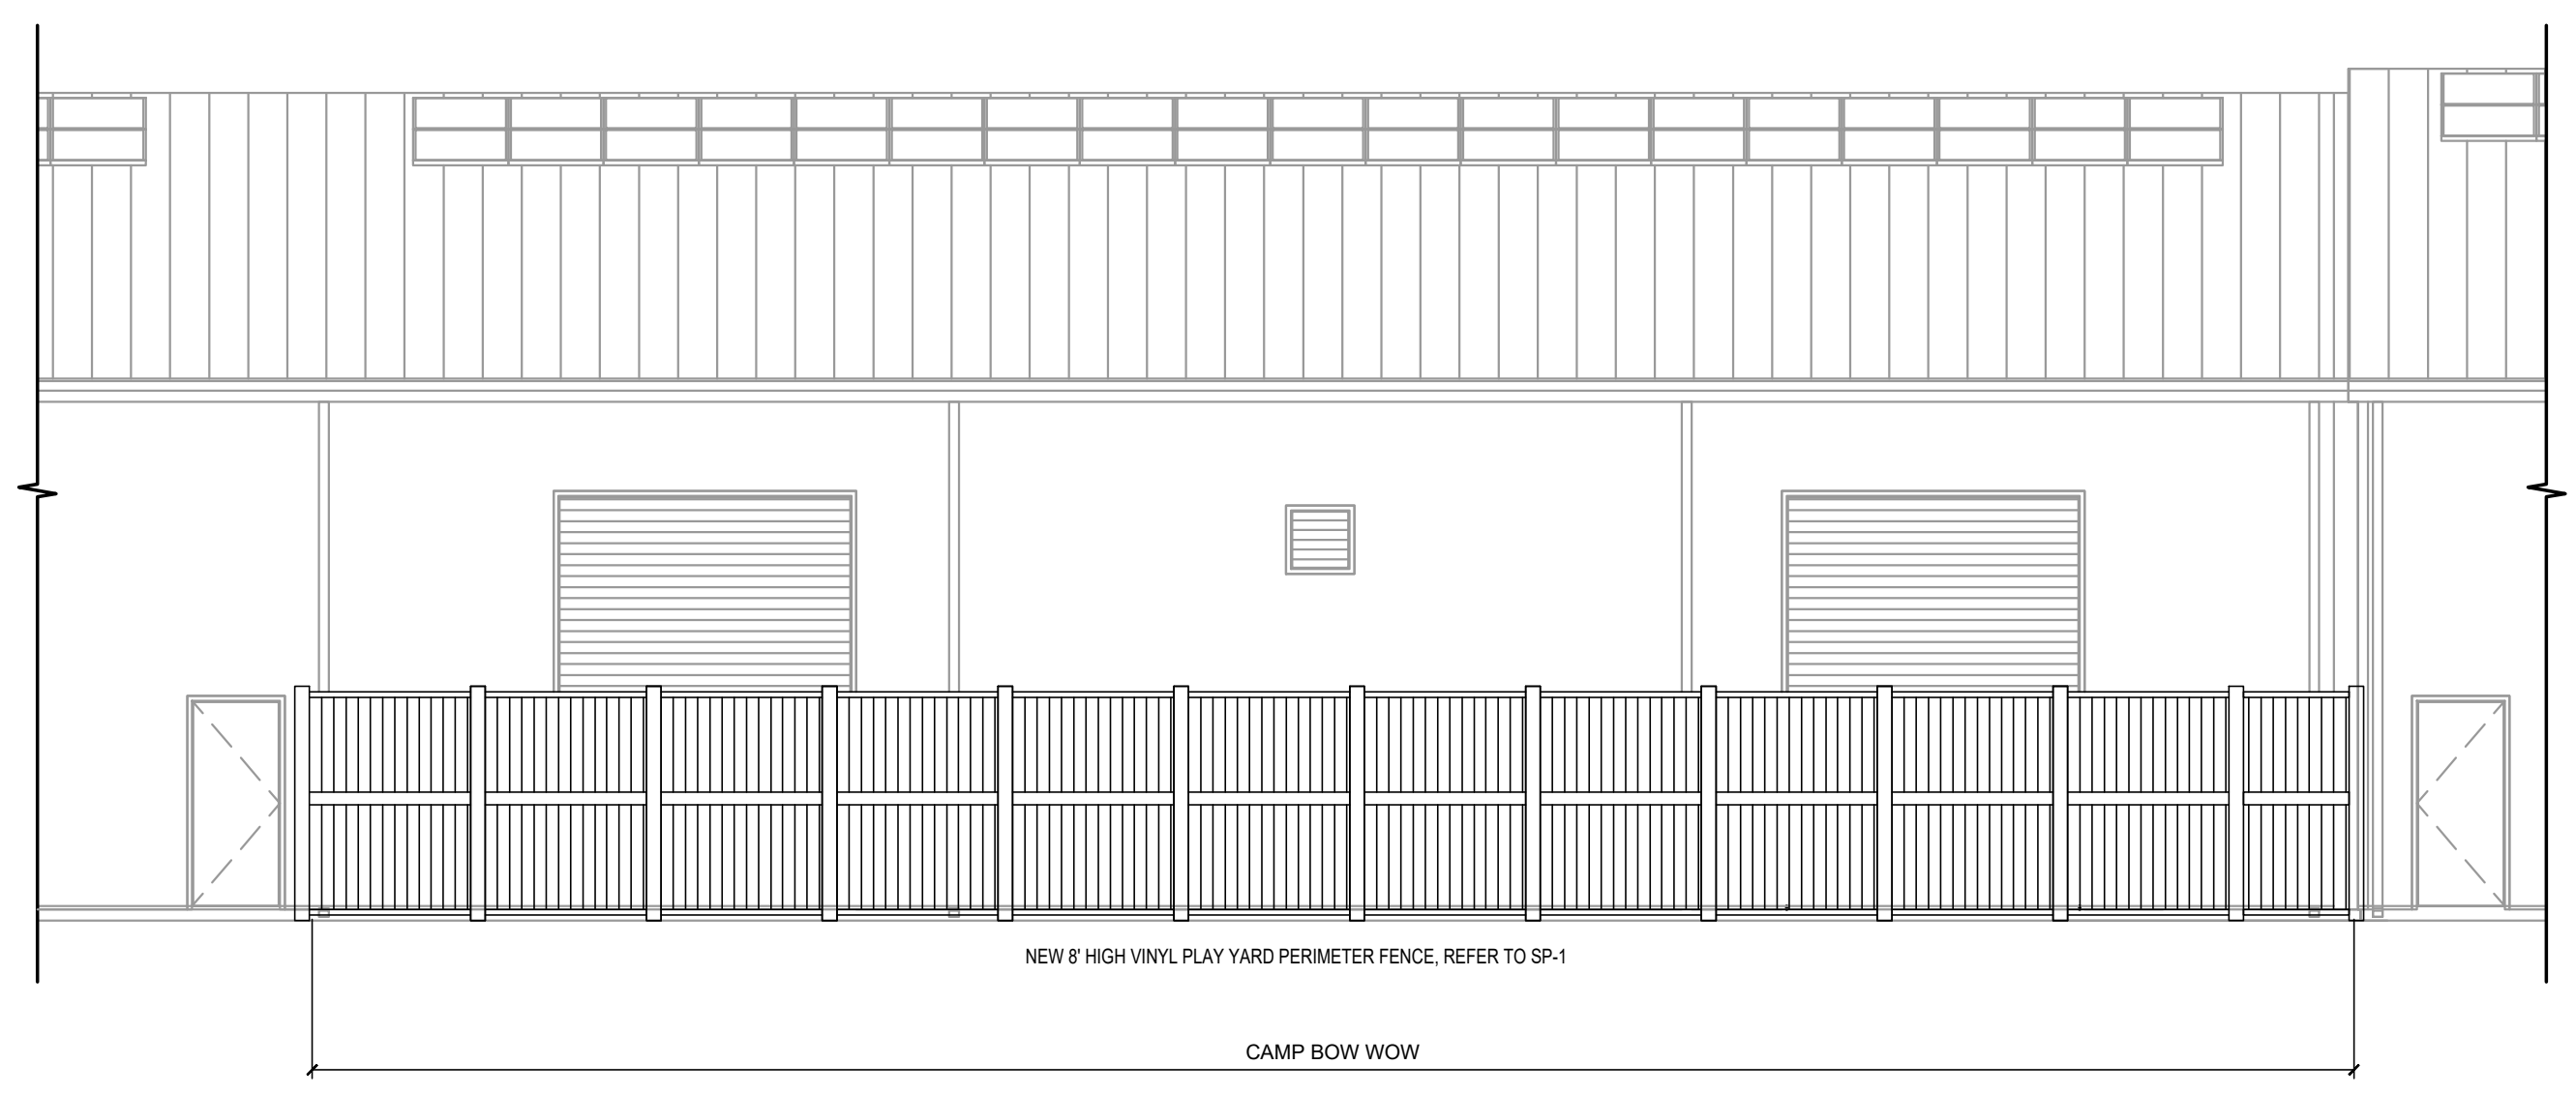 NEW 8' HIGH VINYL PLAY YARD PERIMETER FENCE, REFER TO SP-1
CAMP BOW WOW